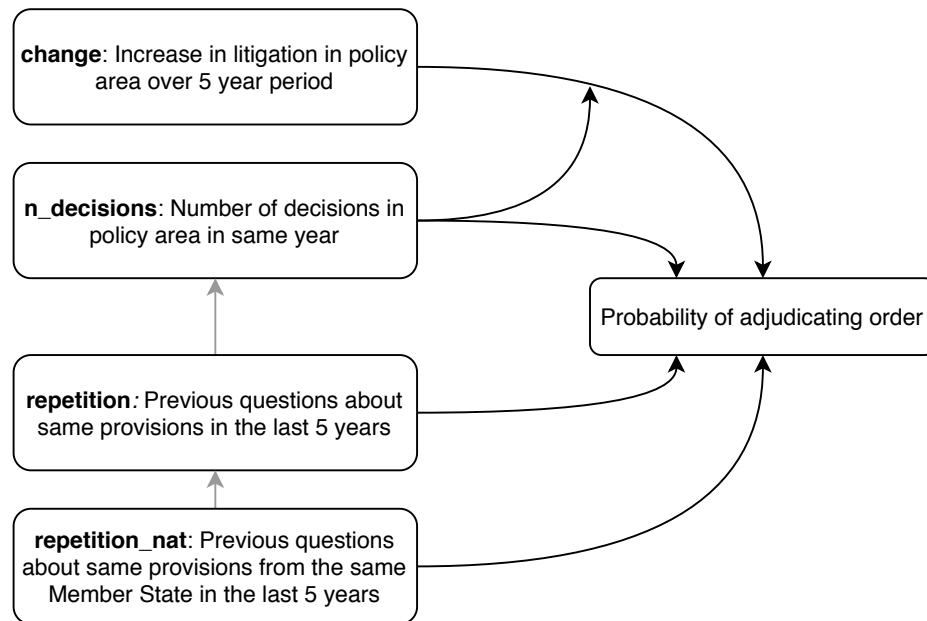 change: Increase in litigation in policy
area over 5 year period
n_decisions: Number of decisions in
policy area in same year
Probability of adjudicating order
repetition: Previous questions about
same provisions in the last 5 years
repetition_nat: Previous questions
about same provisions from the same
Member State in the last 5 years